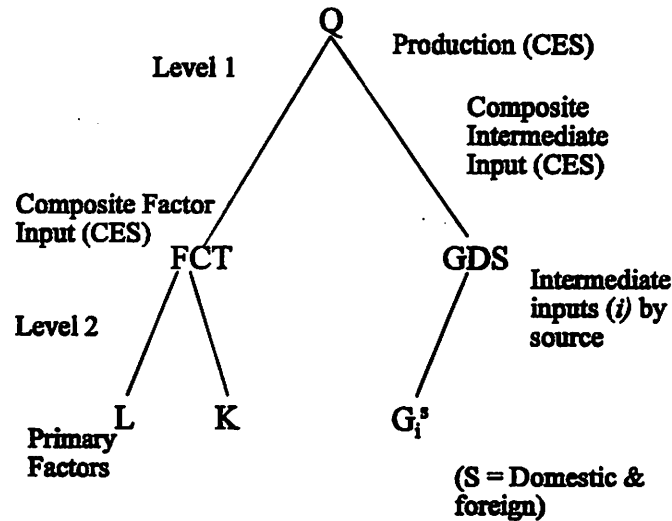 Q
Production (CES)
Level 1
Composite
Intermediate
Input (CES)
Composite Factor
Input (CES)
FCT
GDS
Intermediate
inputs (i) by
source
Level 2
L
K
G_i^s
Primary
Factors
(S = Domestic &
foreign)